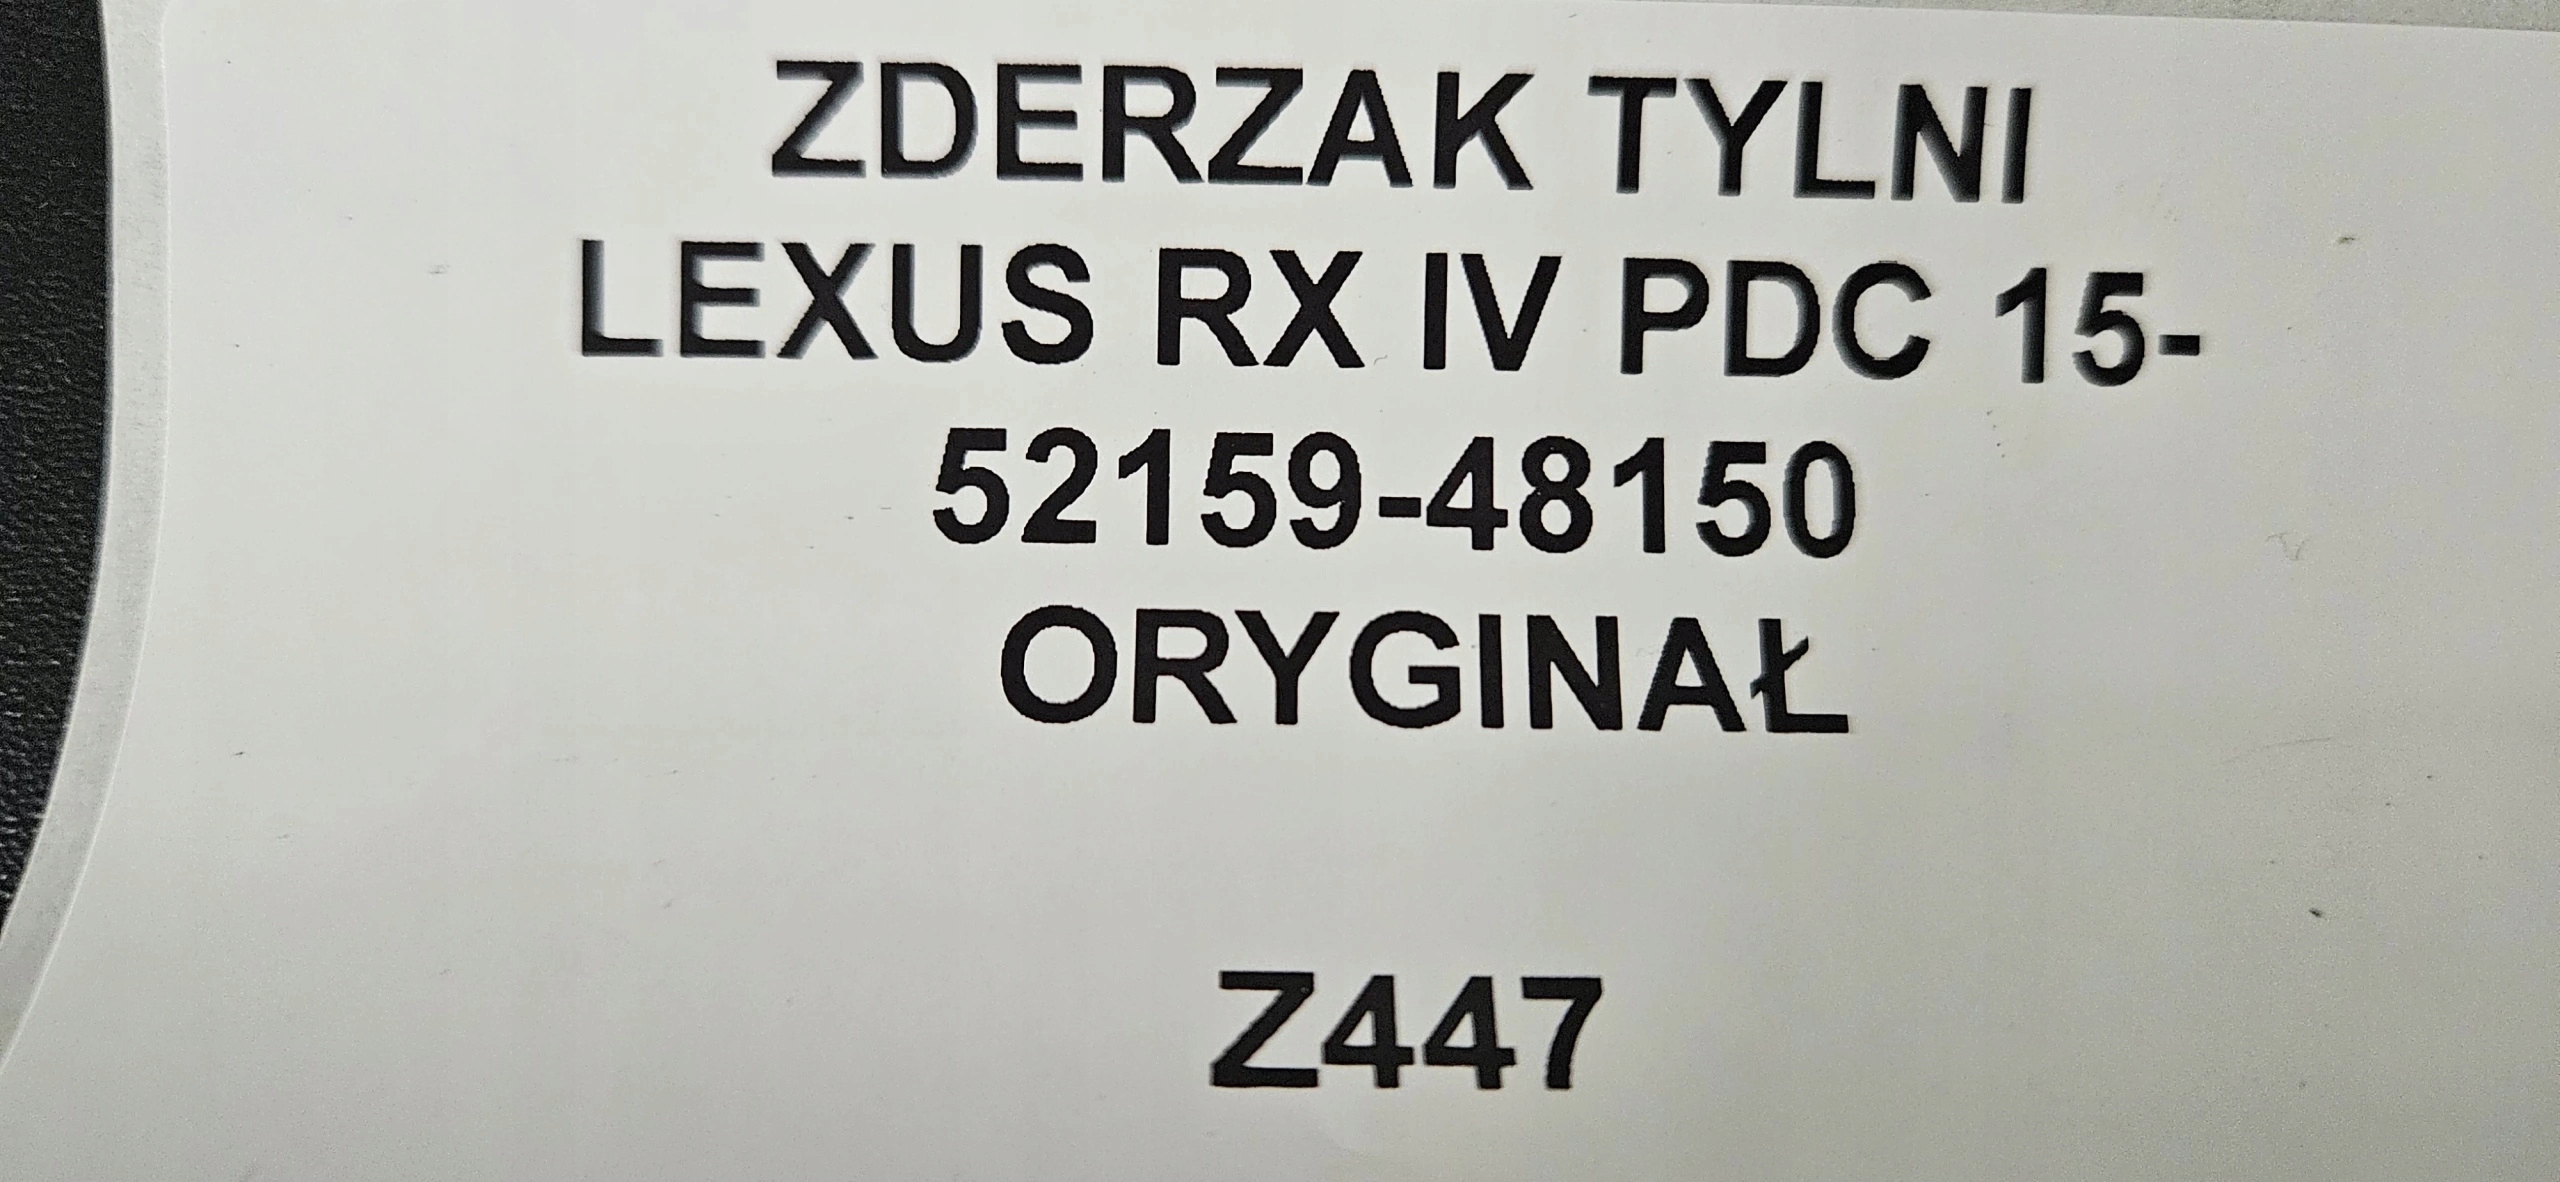 ZDERZAK TYLNI
LEXUS RX IV PDC 15-
52159-48150
ORYGINAŁ
Z447